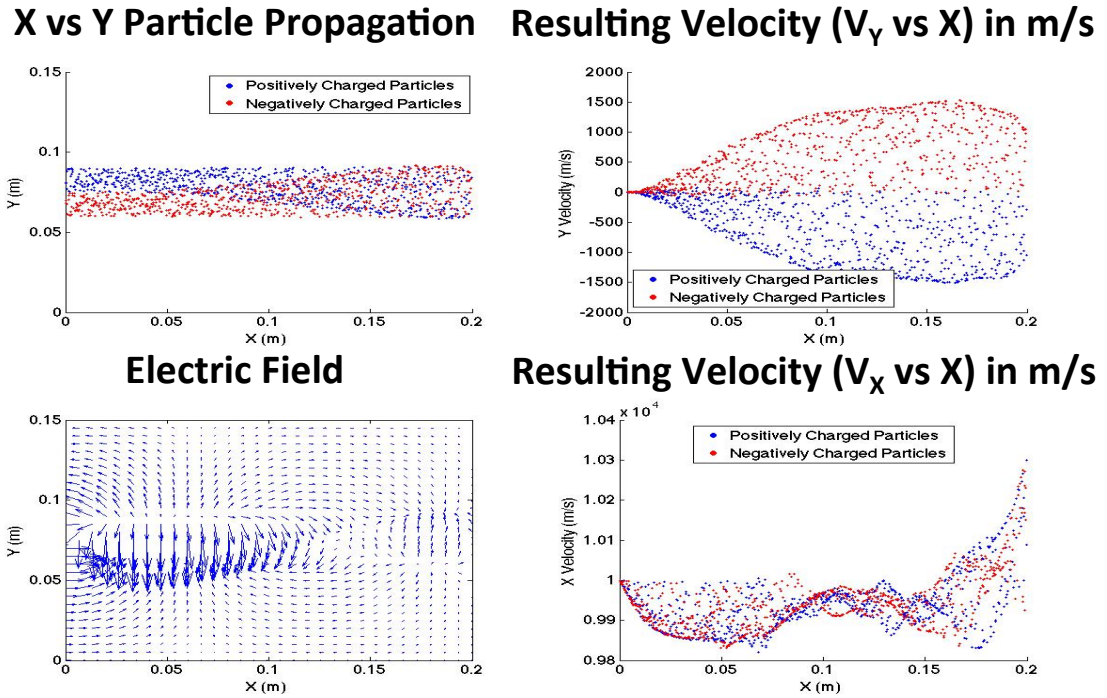 X vs Y Particle Propagation
0.15
0.1
0.05
0
Y (m)
Positively Charged Particles
Negatively Charged Particles
0 0.05 0.1 0.15 0.2
X (m)
Resulting Velocity (VY vs X) in m/s
2000
1500
1000
500
0
-500
-1000
-1500
-2000
Y Velocity (m/s)
Positively Charged Particles
Negatively Charged Particles
0 0.05 0.1 0.15 0.2
X (m)
Electric Field
0.15
0.1
0.05
0
Y (m)
0 0.05 0.1 0.15 0.2
X (m)
Resulting Velocity (VX vs X) in m/s
x 10^4
1.04
1.03
1.02
1.01
1
0.99
0.98
X Velocity (m/s)
Positively Charged Particles
Negatively Charged Particles
0 0.05 0.1 0.15 0.2
X (m)